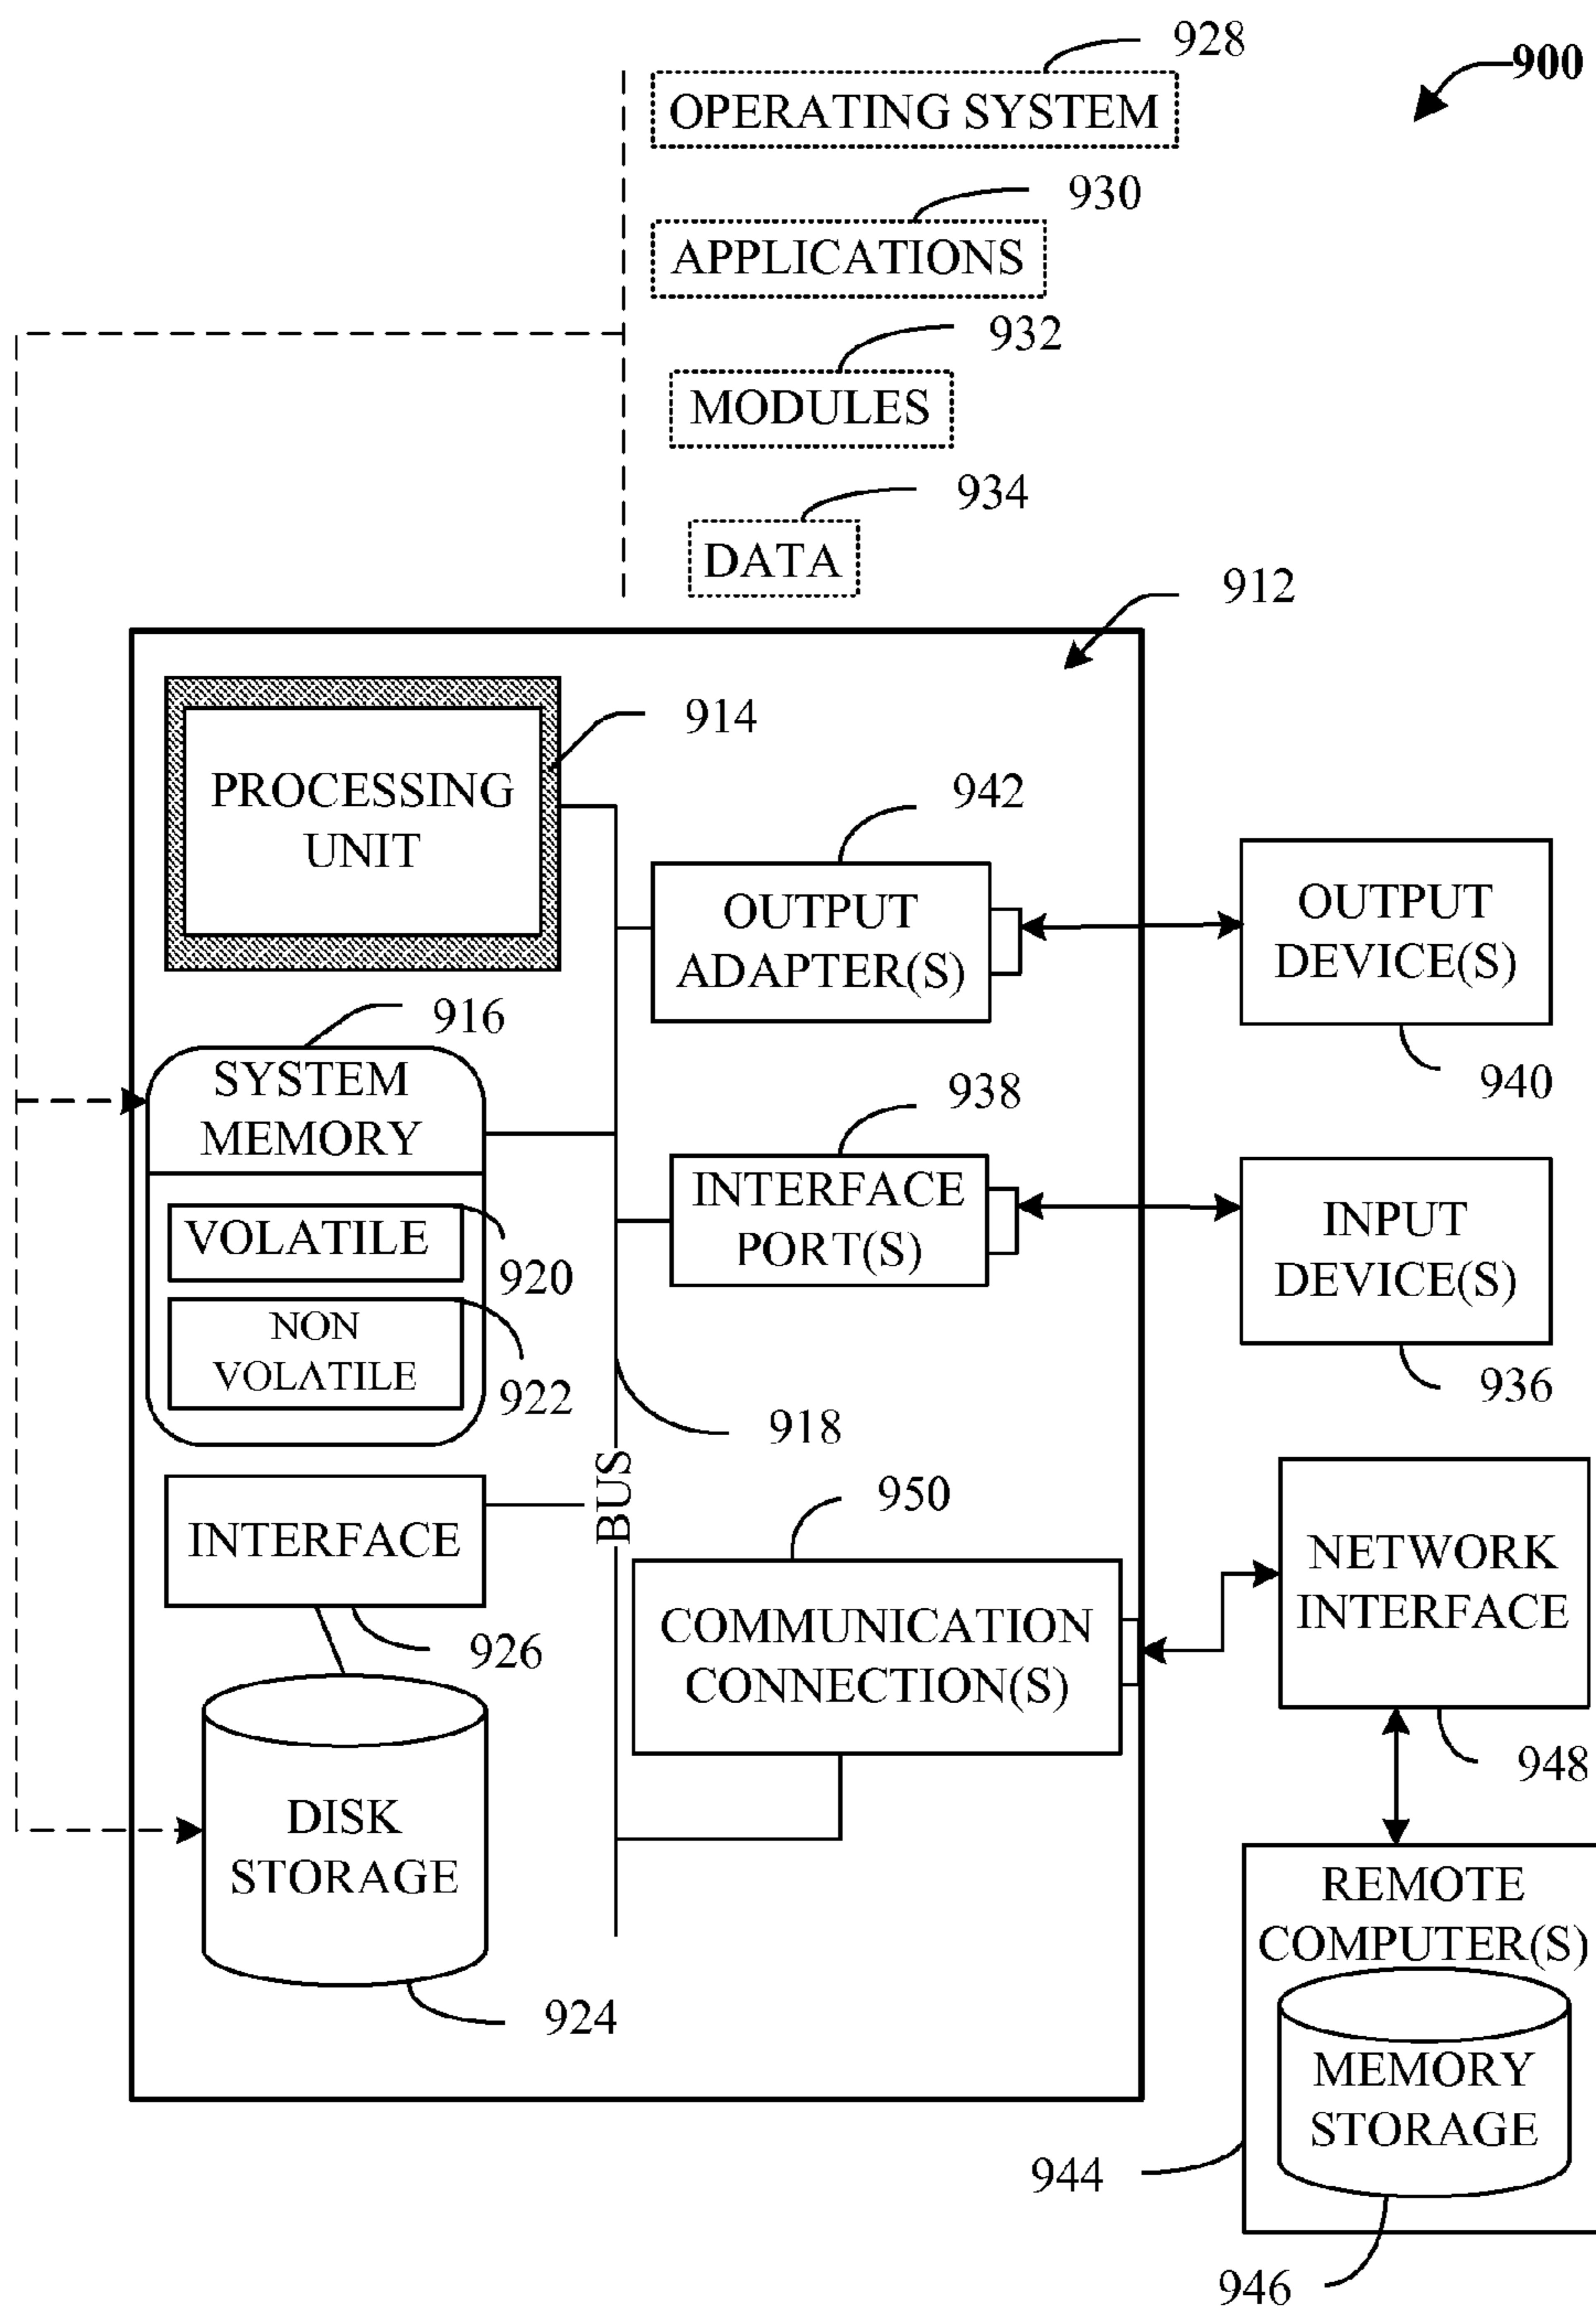 928
900
OPERATING SYSTEM
930
APPLICATIONS
932
MODULES
934
DATA
912
914
PROCESSING
UNIT
942
OUTPUT
ADAPTER(S)
OUTPUT
DEVICE(S)
940
916
SYSTEM
MEMORY
938
INTERFACE
PORT(S)
INPUT
DEVICE(S)
936
VOLATILE
920
NON
VOLATILE
922
918
BUS
950
INTERFACE
926
COMMUNICATION
CONNECTION(S)
NETWORK
INTERFACE
948
DISK
STORAGE
924
REMOTE
COMPUTER(S)
MEMORY
STORAGE
944
946